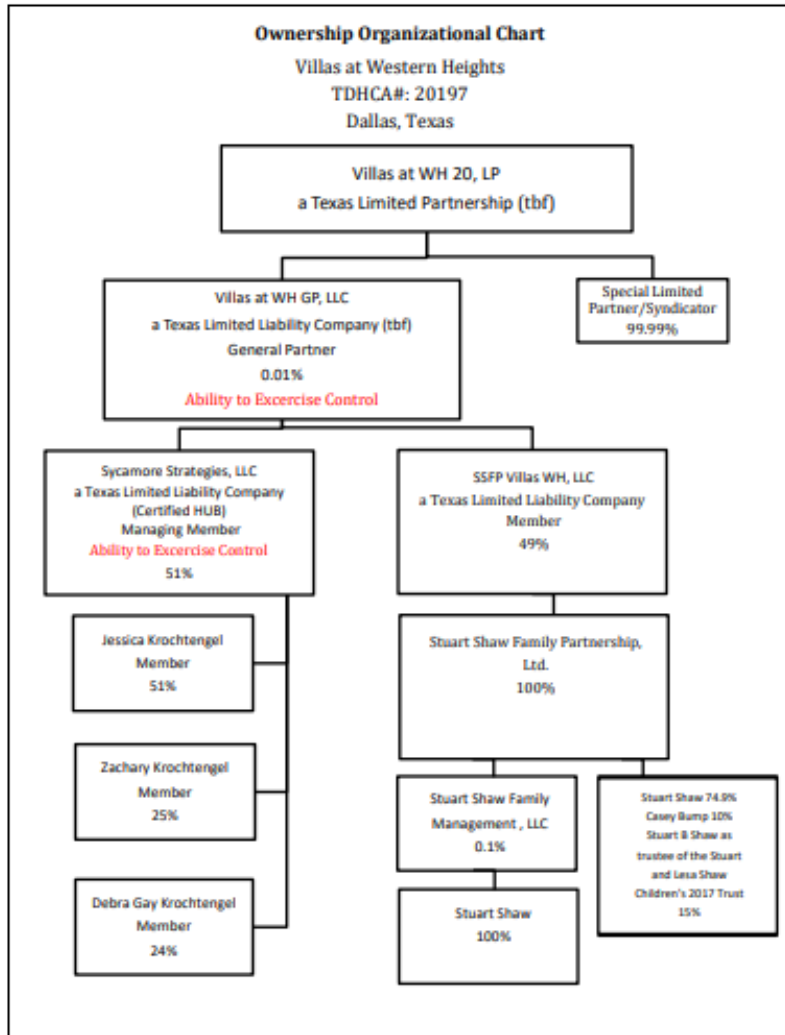 Ownership Organizational Chart
Villas at Western Heights
TDHCA#: 20197
Dallas, Texas
Villas at WH 20, LP
a Texas Limited Partnership (tbf)
Villas at WH GP, LLC
a Texas Limited Liability Company (tbf)
General Partner
0.01%
Ability to Excercise Control
Special Limited
Partner/Syndicator
99.99%
Sycamore Strategies, LLC
a Texas Limited Liability Company
(Certified HUB)
Managing Member
Ability to Excercise Control
51%
SSFP Villas WH, LLC
a Texas Limited Liability Company
Member
49%
Jessica Krochtengel
Member
51%
Stuart Shaw Family Partnership,
Ltd.
100%
Zachary Krochtengel
Member
25%
Stuart Shaw Family
Management , LLC
0.1%
Stuart Shaw 74.9%
Casey Bump 10%
Stuart B Shaw as
trustee of the Stuart
and Lesa Shaw
Children's 2017 Trust
15%
Debra Gay Krochtengel
Member
24%
Stuart Shaw
100%